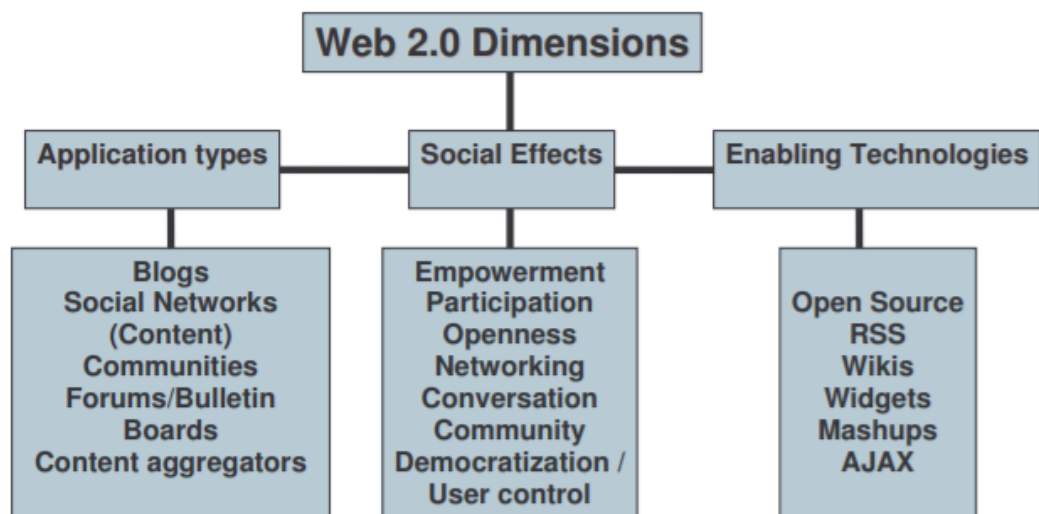 Web 2.0 Dimensions
Application types
Social Effects
Enabling Technologies
Blogs
Social Networks
(Content)
Communities
Forums/Bulletin
Boards
Content aggregators
Empowerment
Participation
Openness
Networking
Conversation
Community
Democratization /
User control
Open Source
RSS
Wikis
Widgets
Mashups
AJAX